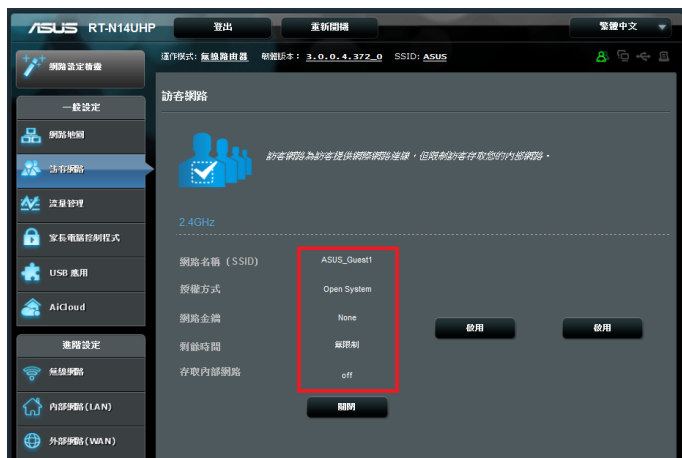 ASUS RT-N14UHP 登出 重新開機 繁體中文
網路設定精靈
運作模式: 無線路由器 韌體版本: 3.0.0.4.372_0 SSID: ASUS
一般設定
網路地圖
訪客網路
流量管理
家長電腦控制程式
USB 應用
AiCloud
進階設定
無線網路
內部網路(LAN)
外部網路(WAN)
訪客網路
訪客網路為訪客提供網際網路連線，但限制訪客存取您的內部網路。
2.4GHz
網路名稱 (SSID) ASUS_Guest1
授權方式 Open System
網路金鑰 None
啟用 啟用
剩餘時間 無限制
存取內部網路 off
關閉